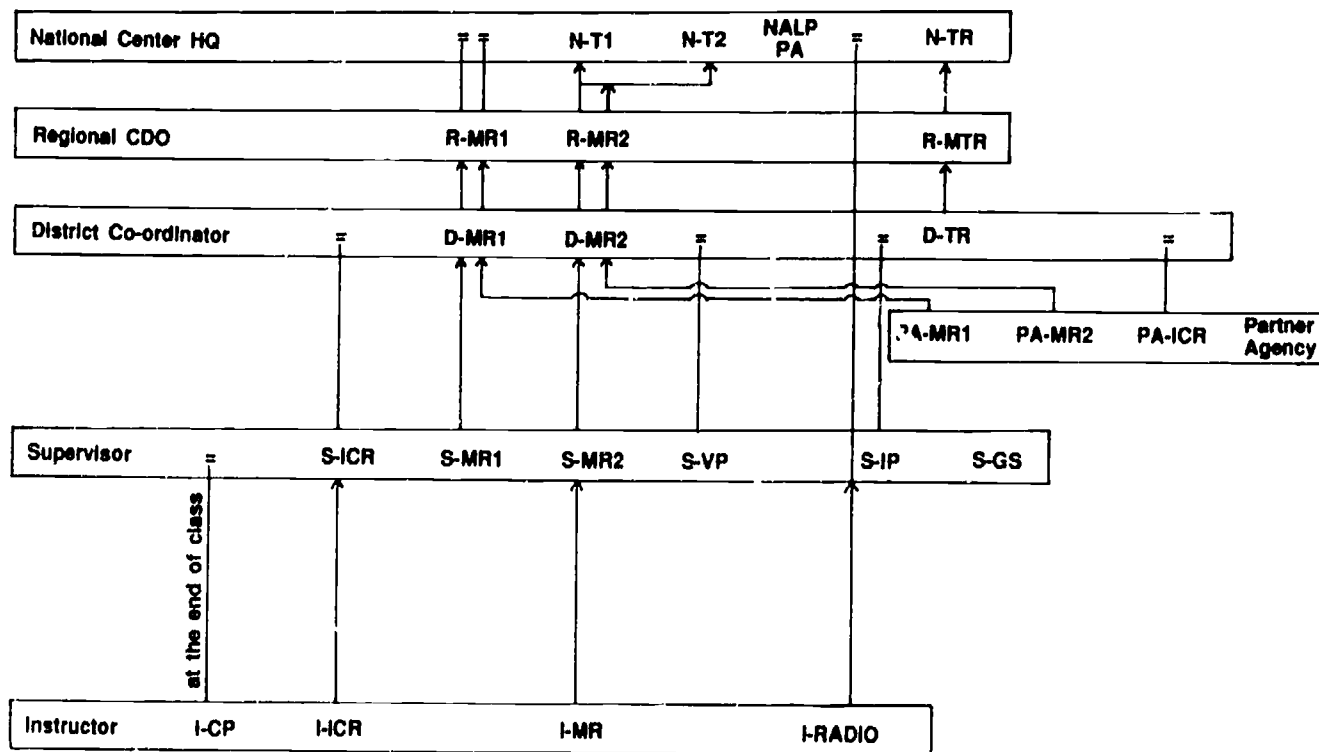 National Center HQ = = N-T1 N-T2 NALP PA = N-TR
Regional CDO R-MR1 R-MR2 R-MTR
District Co-ordinator = D-MR1 D-MR2 = = D-TR =
PA-MR1 PA-MR2 PA-ICR Partner Agency
Supervisor = S-ICR S-MR1 S-MR2 S-VP S-IP S-GS
at the end of class
Instructor I-CP I-ICR I-MR I-RADIO